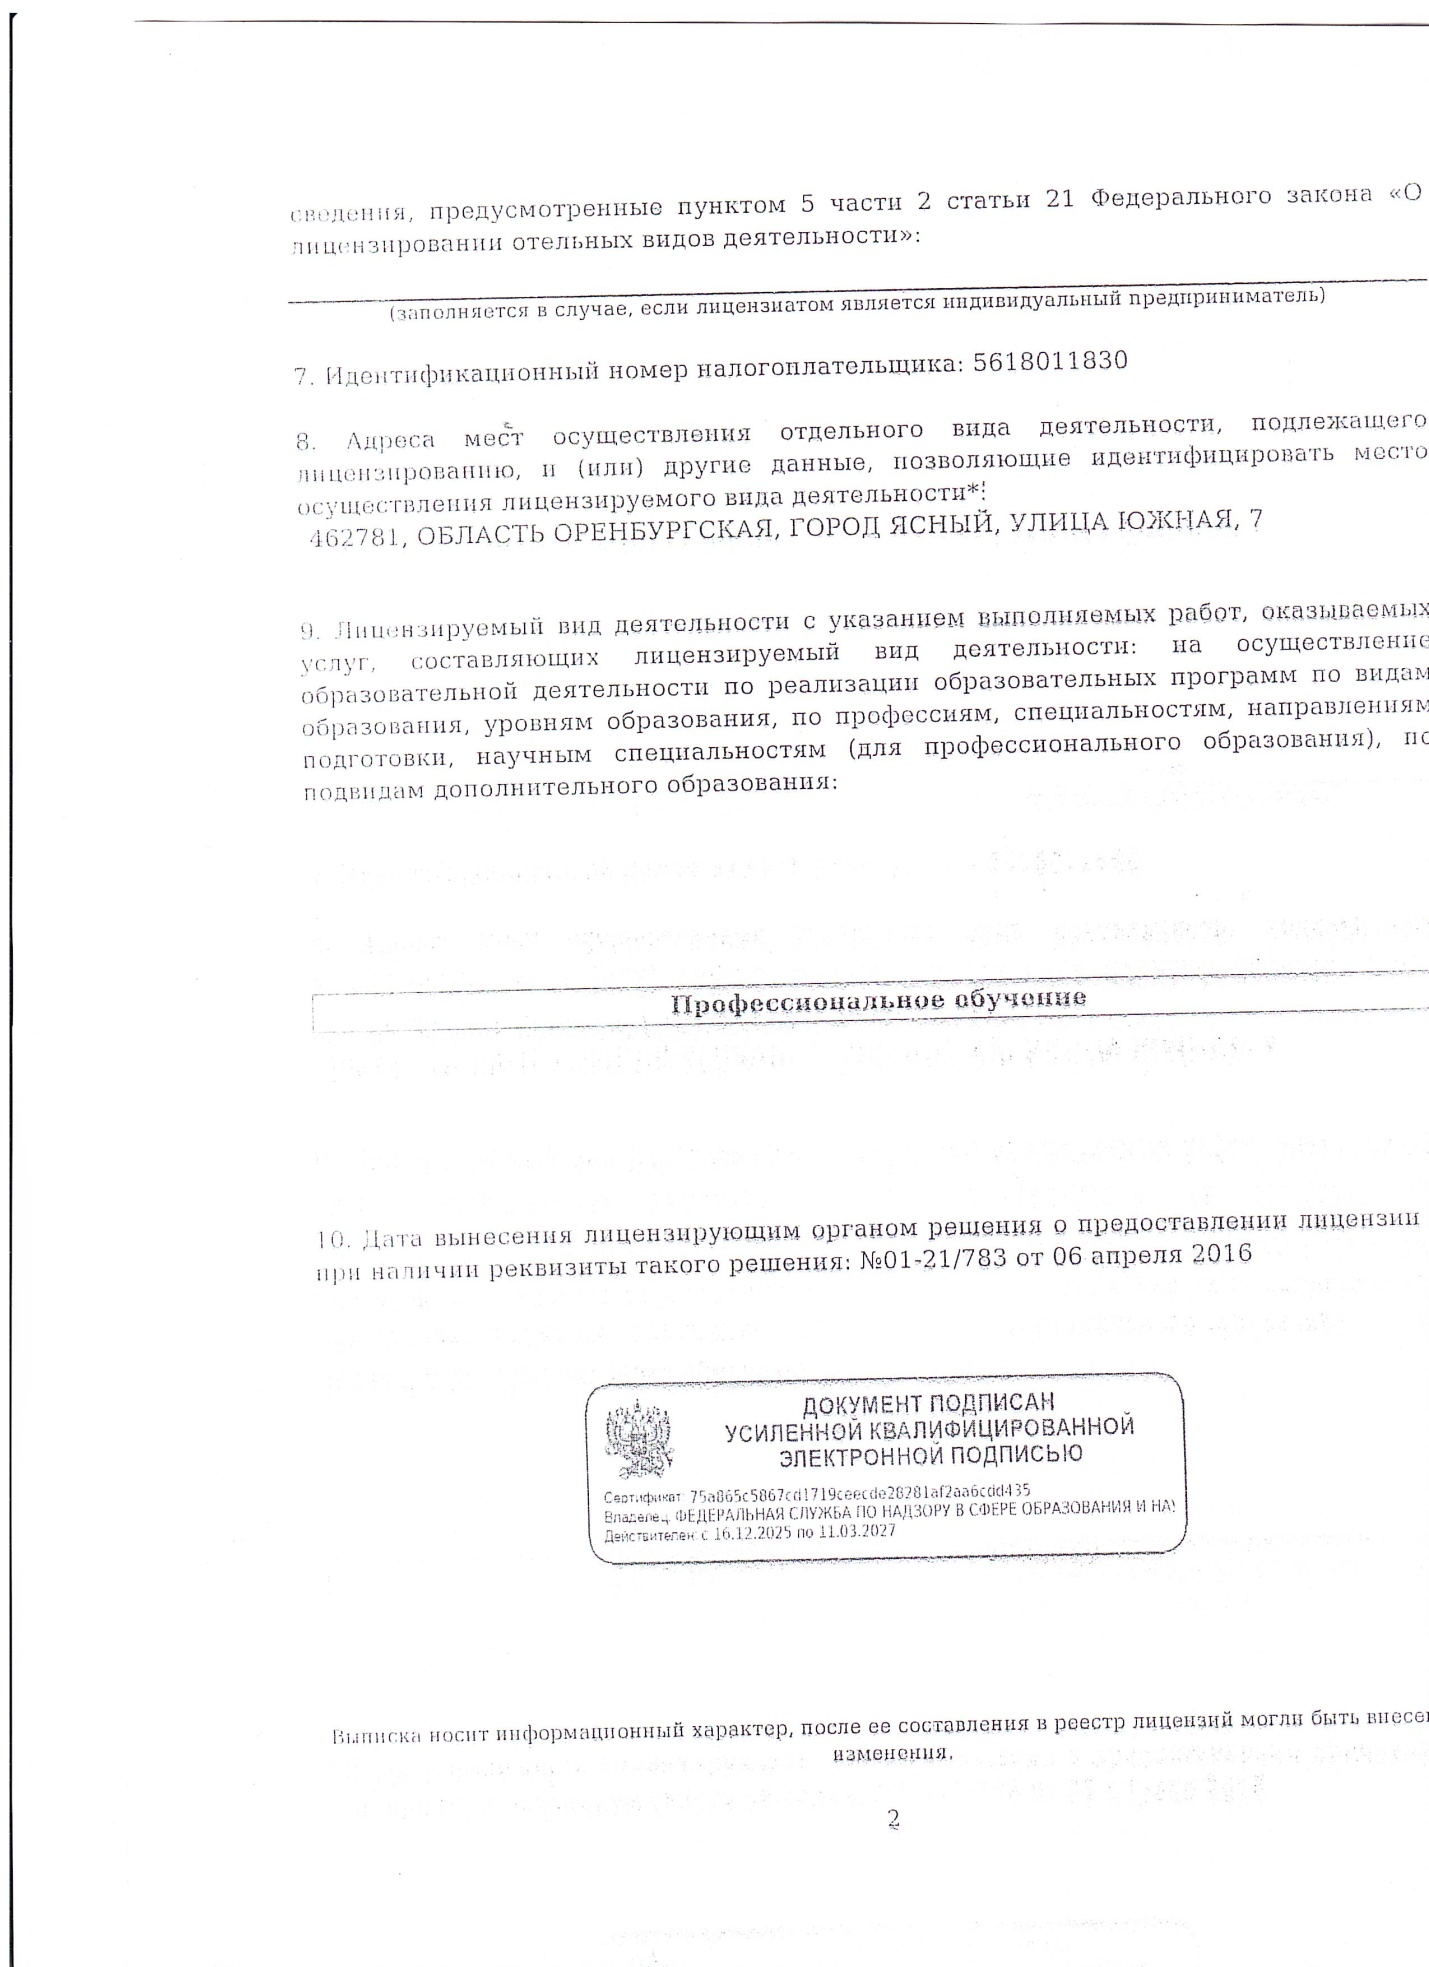 сведения, предусмотренные пунктом 5 части 2 статьи 21 Федерального закона «О
лицензировании отельных видов деятельности»:
(заполняется в случае, если лицензиатом является индивидуальный предприниматель)
7. Идентификационный номер налогоплательщика: 5618011830
8. Адреса мест осуществления отдельного вида деятельности, подлежащего
лицензированию, и (или) другие данные, позволяющие идентифицировать место
осуществления лицензируемого вида деятельности*:
462781, ОБЛАСТЬ ОРЕНБУРГСКАЯ, ГОРОД ЯСНЫЙ, УЛИЦА ЮЖНАЯ, 7
9. Лицензируемый вид деятельности с указанием выполняемых работ, оказываемых
услуг, составляющих лицензируемый вид деятельности: на осуществление
образовательной деятельности по реализации образовательных программ по видам
образования, уровням образования, по профессиям, специальностям, направлениям
подготовки, научным специальностям (для профессионального образования), по
подвидам дополнительного образования:
Профессиональное обучение
10. Дата вынесения лицензирующим органом решения о предоставлении лицензии
при наличии реквизиты такого решения: №01-21/783 от 06 апреля 2016
ДОКУМЕНТ ПОДПИСАН
УСИЛЕННОЙ КВАЛИФИЦИРОВАННОЙ
ЭЛЕКТРОННОЙ ПОДПИСЬЮ
Сертификат: 75a865c5867cd1719ceecde28281af2aa6cdd435
Владелец: ФЕДЕРАЛЬНАЯ СЛУЖБА ПО НАДЗОРУ В СФЕРЕ ОБРАЗОВАНИЯ И НА
Действителен: с 16.12.2025 по 11.03.2027
Выписка носит информационный характер, после ее составления в реестр лицензий могли быть внесе
изменения.
2